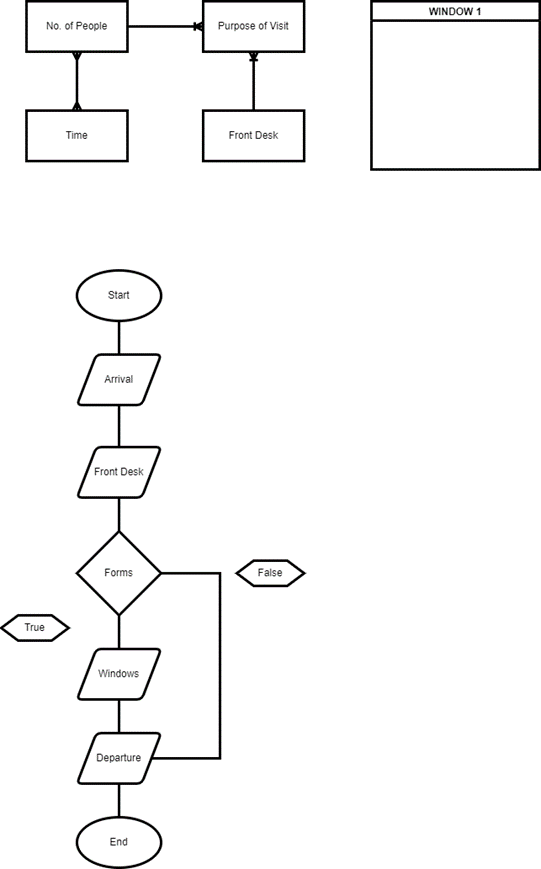 No. of People
Purpose of Visit
WINDOW 1
Time
Front Desk
Start
Arrival
Front Desk
Forms
False
True
Windows
Departure
End